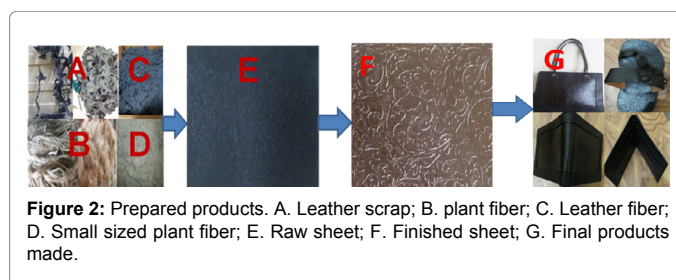 A C
B D
E
F
G
Figure 2: Prepared products. A. Leather scrap; B. plant fiber; C. Leather fiber;
D. Small sized plant fiber; E. Raw sheet; F. Finished sheet; G. Final products
made.